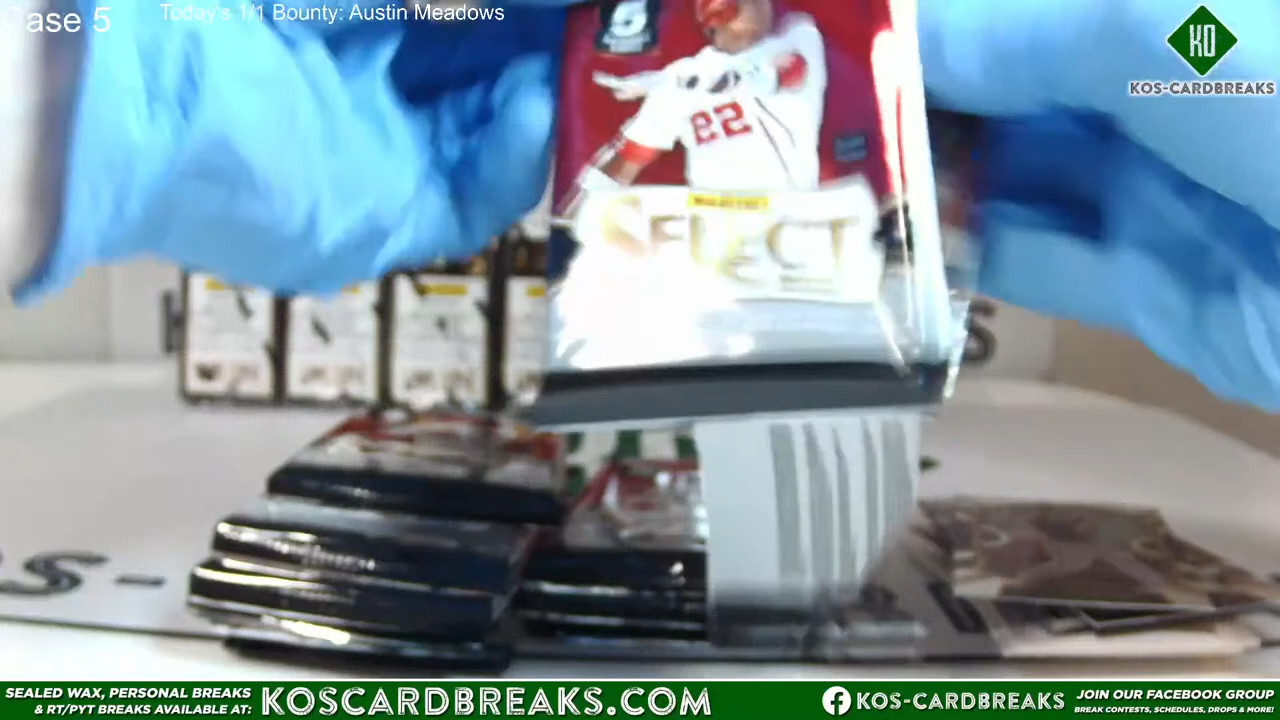 Case 5
Today's 1/1 Bounty: Austin Meadows
KO
KOS-CARDBREAKS
5
22
SELECT
S-
SEALED WAX, PERSONAL BREAKS
& RT/PYT BREAKS AVAILABLE AT:
KOSCARDBREAKS.COM
KOS-CARDBREAKS
JOIN OUR FACEBOOK GROUP
BREAK CONTESTS, SCHEDULES, DROPS & MORE!